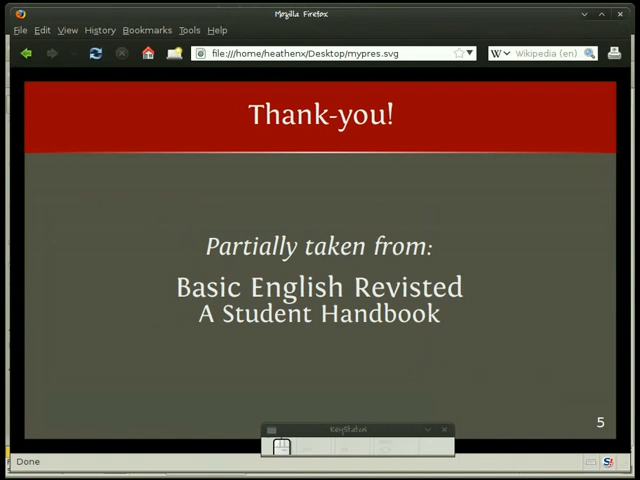 Mozilla Firefox
File Edit View History Bookmarks Tools Help
file:///home/heathenx/Desktop/mypres.svg
W Wikipedia (en)
Thank-you!
Partially taken from:
Basic English Revisted
A Student Handbook
5
KeyStatus
Done